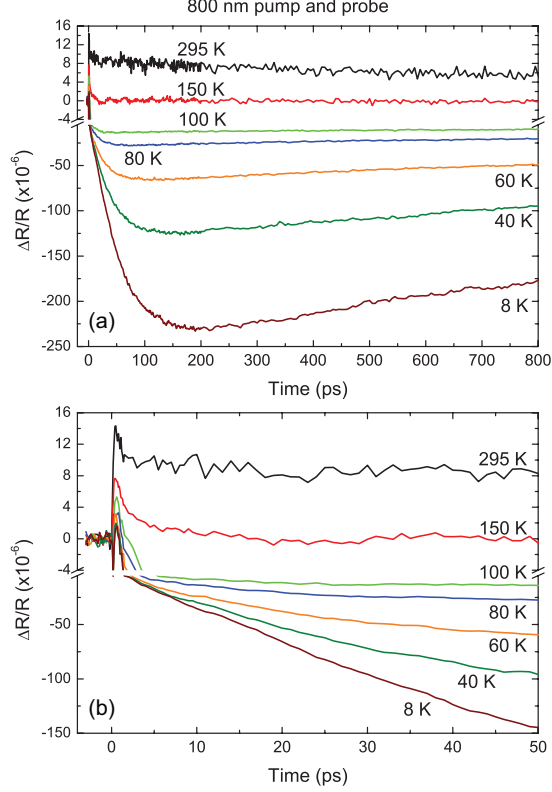 800 nm pump and probe
16
12
8
4
0
-4
-50
-100
-150
-200
-250
ΔR/R (x10⁻⁶)
295 K
150 K
100 K
80 K
60 K
40 K
8 K
(a)
0 100 200 300 400 500 600 700 800
Time (ps)
16
12
8
4
0
-4
-50
-100
-150
ΔR/R (x10⁻⁶)
295 K
150 K
100 K
80 K
60 K
40 K
8 K
(b)
0 10 20 30 40 50
Time (ps)